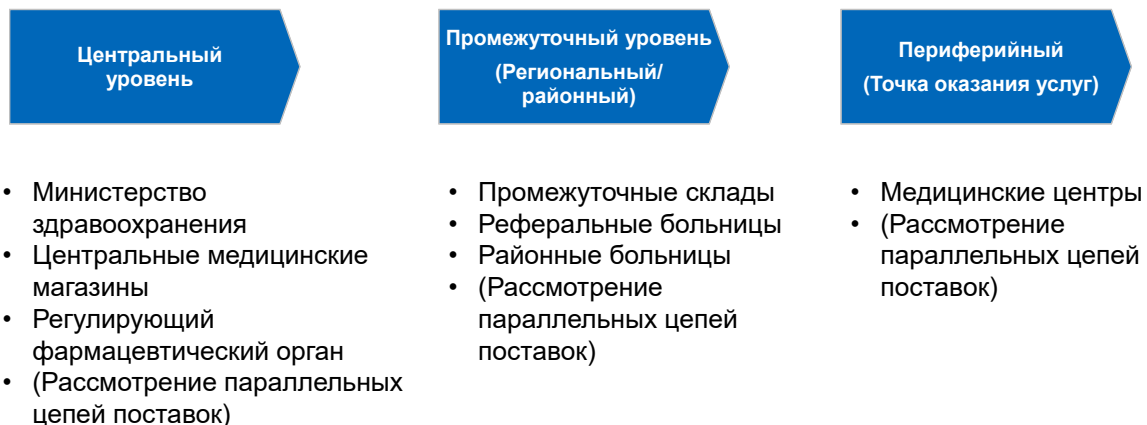 Центральный
уровень
Промежуточный уровень
(Региональный/
районный)
Периферийный
(Точка оказания услуг)
• Министерство
здравоохранения
• Центральные медицинские
магазины
• Регулирующий
фармацевтический орган
• (Рассмотрение параллельных
цепей поставок)
• Промежуточные склады
• Реферальные больницы
• Районные больницы
• (Рассмотрение
параллельных цепей
поставок)
• Медицинские центры
• (Рассмотрение
параллельных цепей
поставок)